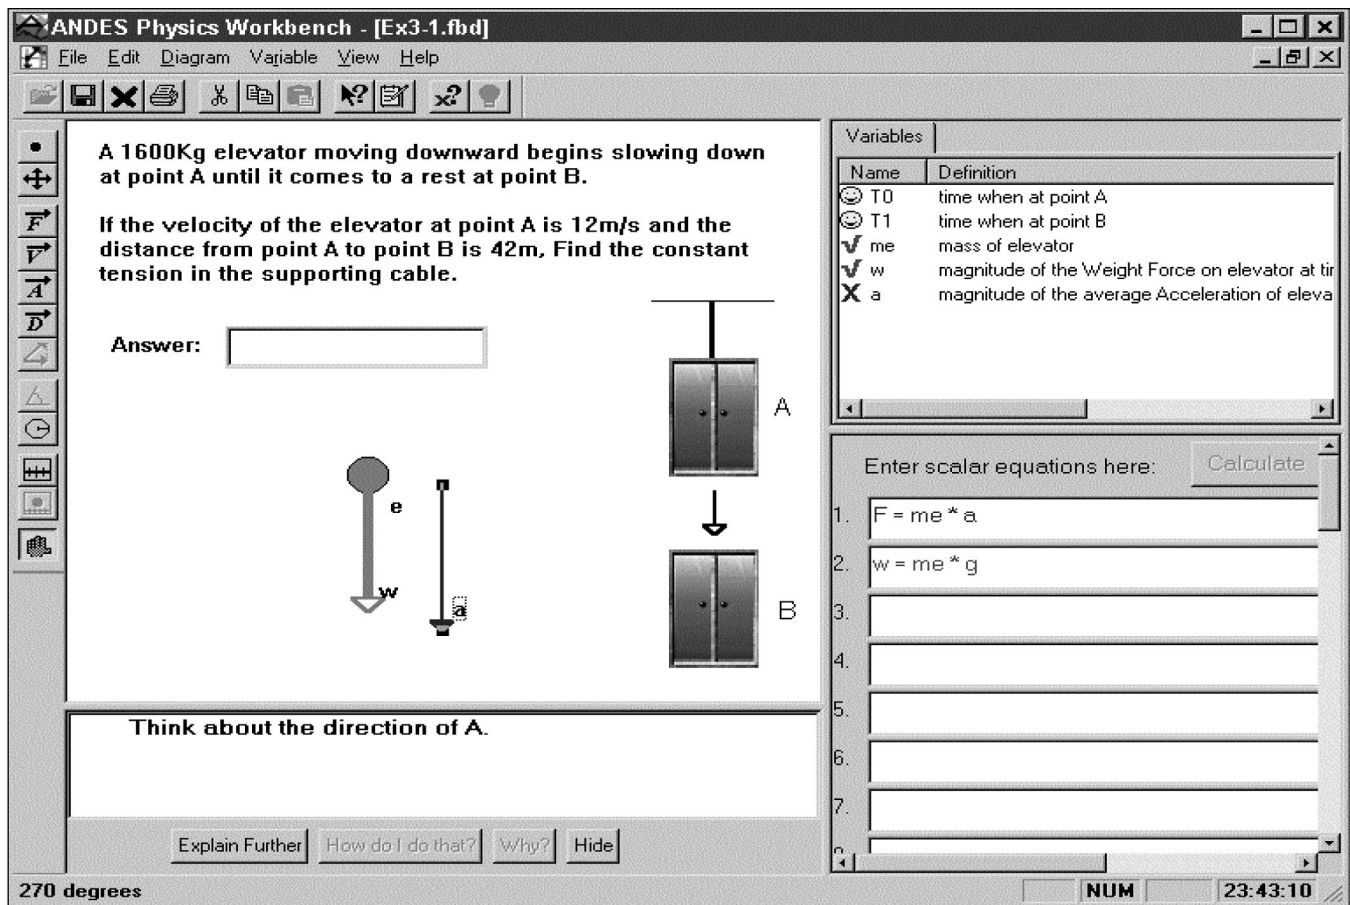 ANDES Physics Workbench - [Ex3-1.fbd]
File Edit Diagram Variable View Help
A 1600Kg elevator moving downward begins slowing down
at point A until it comes to a rest at point B.
If the velocity of the elevator at point A is 12m/s and the
distance from point A to point B is 42m, Find the constant
tension in the supporting cable.
Answer:
A
B
e
w
a
F
V
A
D
Think about the direction of A.
Explain Further How do I do that? Why? Hide
Variables
Name Definition
T0 time when at point A
T1 time when at point B
me mass of elevator
w magnitude of the Weight Force on elevator at tir
a magnitude of the average Acceleration of eleva
Enter scalar equations here: Calculate
1. F = me * a
2. w = me * g
3.
4.
5.
6.
7.
270 degrees NUM 23:43:10